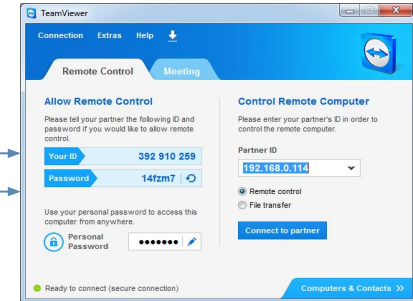 TeamViewer
Connection Extras Help
Remote Control
Meeting
Allow Remote Control
Please tell your partner the following ID and
password if you would like to allow remote
control.
Your ID 392 910 259
Password 14fzm7
Use your personal password to access this
computer from anywhere.
Personal
Password
Ready to connect (secure connection)
Control Remote Computer
Please enter your partner's ID in order to
control the remote computer.
Partner ID
192.168.0.114
Remote control
File transfer
Connect to partner
Computers & Contacts